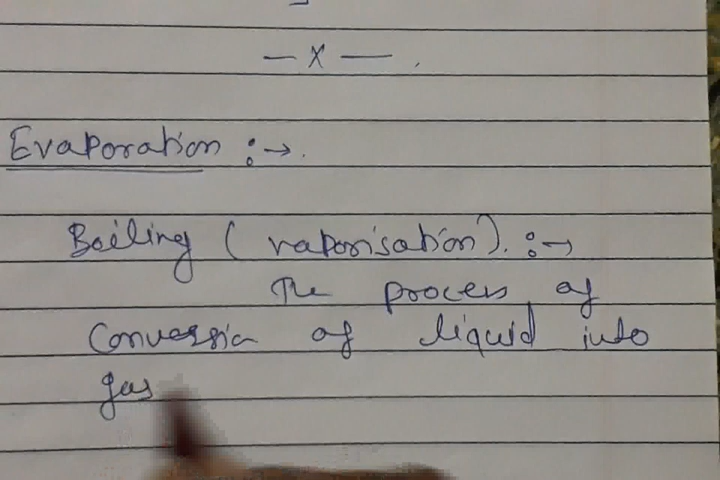 — x — .
Evaporation :→.
Boiling (vaporisation). :→
The process of
Conversion of liquid into
gas